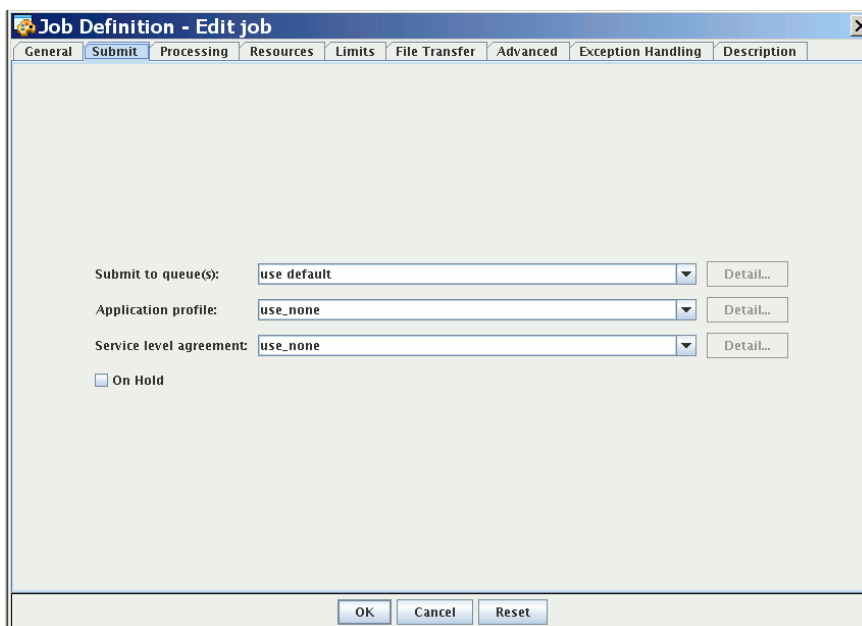 Job Definition - Edit job
General Submit Processing Resources Limits File Transfer Advanced Exception Handling Description
Submit to queue(s): use default Detail...
Application profile: use_none Detail...
Service level agreement: use_none Detail...
On Hold
OK Cancel Reset